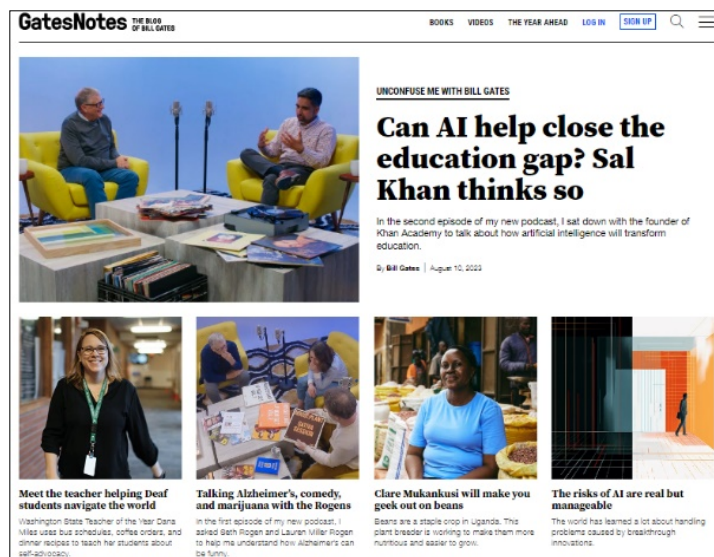 GatesNotes THE BLOG OF BILL GATES
BOOKS VIDEOS THE YEAR AHEAD LOG IN SIGN UP
UNCONFUSE ME WITH BILL GATES
Can AI help close the
education gap? Sal
Khan thinks so
In the second episode of my new podcast, I sat down with the founder of
Khan Academy to talk about how artificial intelligence will transform
education.
By Bill Gates | August 10, 2023
Meet the teacher helping Deaf
students navigate the world
Washington State Teacher of the Year Dana
Miles uses bus schedules, coffee orders, and
dinner recipes to teach her students about
self-advocacy.
Talking Alzheimer's, comedy,
and marijuana with the Rogens
In the first episode of my new podcast, I
asked Seth Rogen and Lauren Miller Rogen
to help me understand how Alzheimer's can
be funny.
Clare Mukankusi will make you
geek out on beans
Beans are a staple crop in Uganda. This
plant breeder is working to make them more
nutritious and easier to grow.
The risks of AI are real but
manageable
The world has learned a lot about handling
problems caused by breakthrough
innovations.